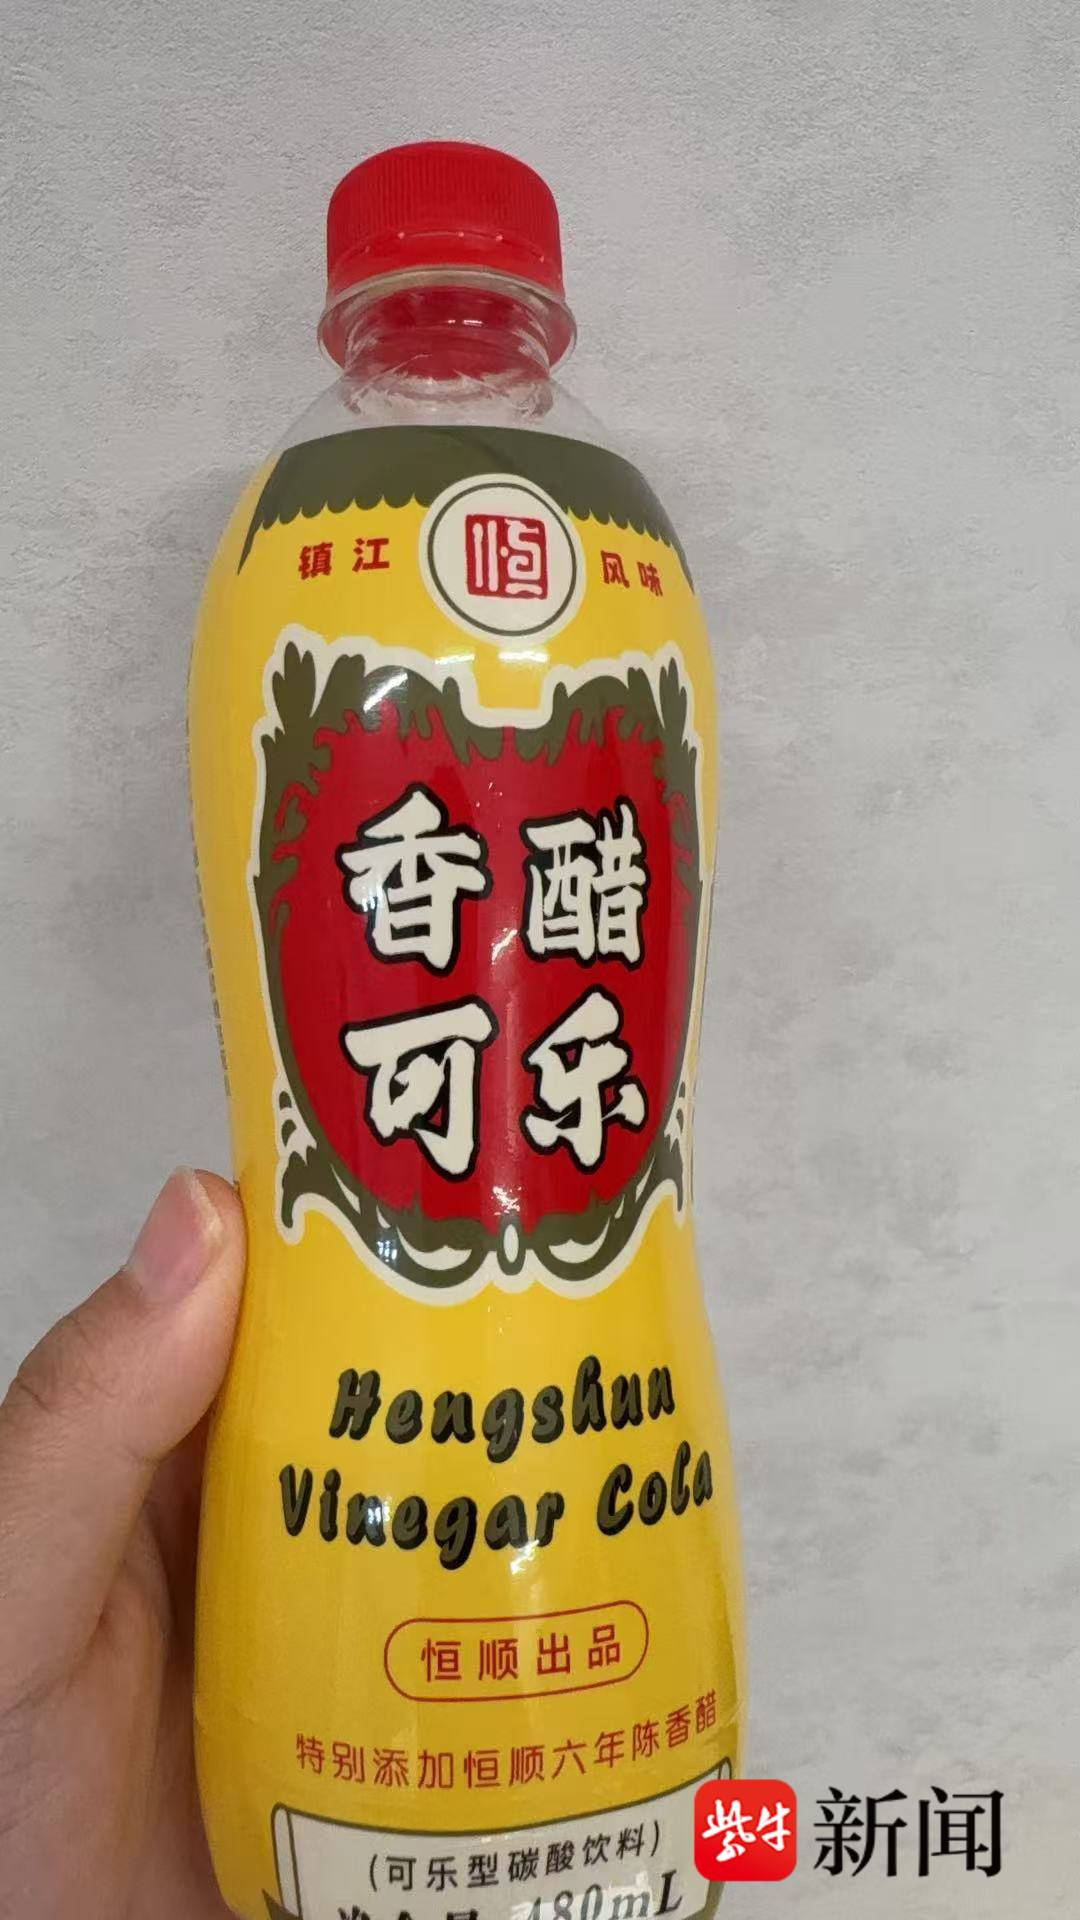 镇江 恒 风味
香醋
可乐
Hengshun
Vinegar Cola
恒顺出品
特别添加恒顺六年陈香醋
(可乐型碳酸饮料)
480mL
紫牛 新闻